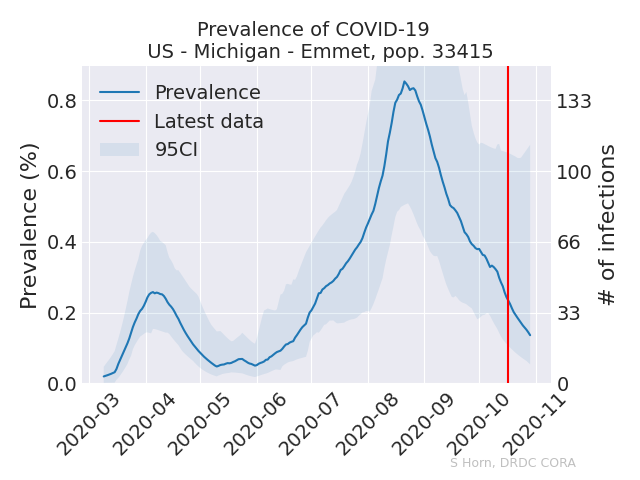 Prevalence of COVID-19
US - Michigan - Emmet, pop. 33415
Prevalence
Latest data
95CI
Prevalence (%)
0.8
0.6
0.4
0.2
0.0
133
100
66
33
0
# of infections
2020-03
2020-04
2020-05
2020-06
2020-07
2020-08
2020-09
2020-10
2020-11
S Horn, DRDC CORA